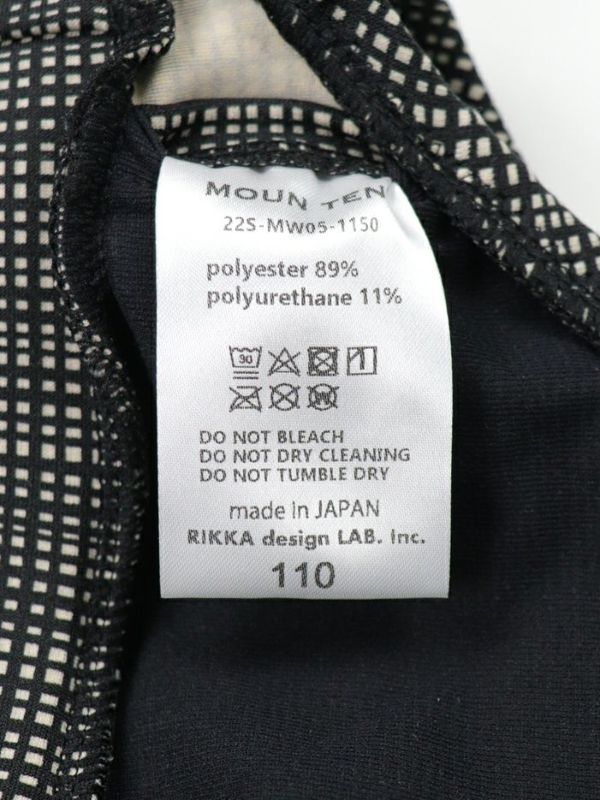 MOUN TEN
22S-MW05-1150
polyester 89%
polyurethane 11%
30
W
DO NOT BLEACH
DO NOT DRY CLEANING
DO NOT TUMBLE DRY
made in JAPAN
RIKKA design LAB. Inc.
110